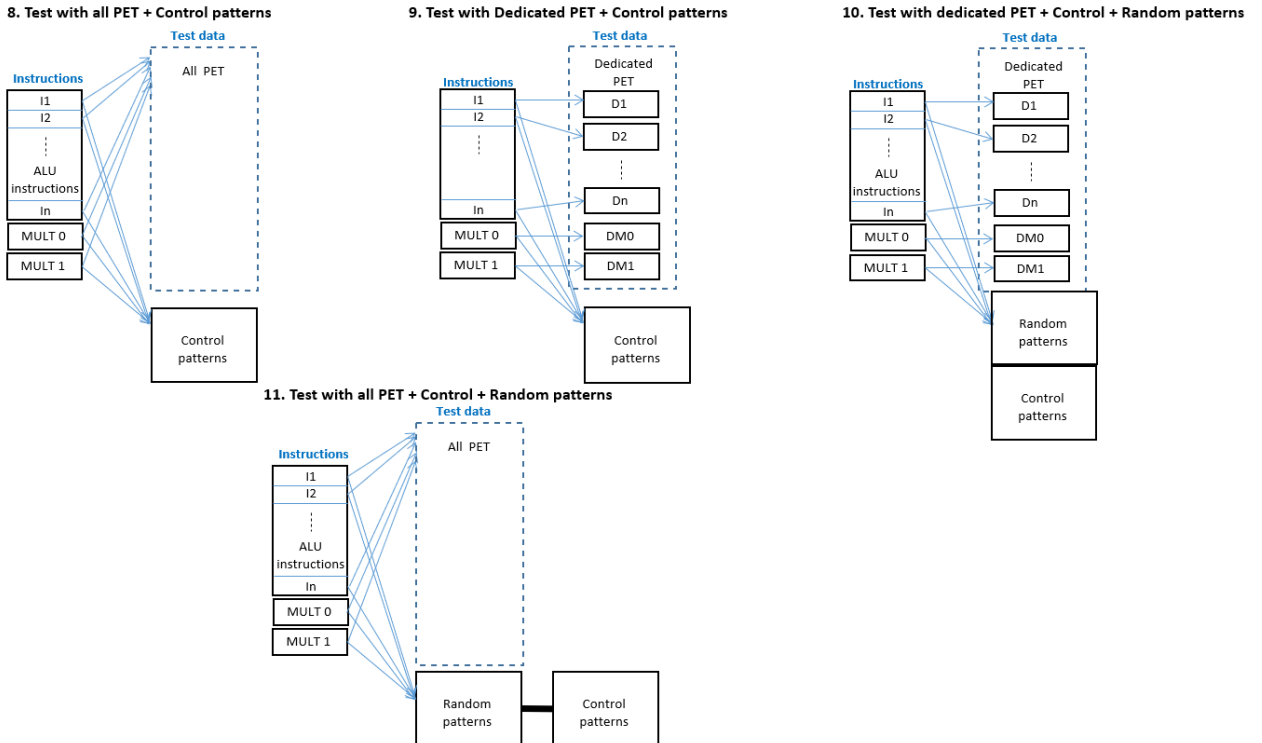 8. Test with all PET + Control patterns
Test data
All PET
Instructions
I1
I2
ALU
instructions
In
MULT 0
MULT 1
Control
patterns
9. Test with Dedicated PET + Control patterns
Test data
Dedicated
PET
Instructions
I1
I2
In
MULT 0
MULT 1
D1
D2
Dn
DM0
DM1
Control
patterns
10. Test with dedicated PET + Control + Random patterns
Test data
Dedicated
PET
Instructions
I1
I2
ALU
instructions
In
MULT 0
MULT 1
D1
D2
Dn
DM0
DM1
Random
patterns
Control
patterns
11. Test with all PET + Control + Random patterns
Test data
All PET
Instructions
I1
I2
ALU
instructions
In
MULT 0
MULT 1
Random
patterns
Control
patterns